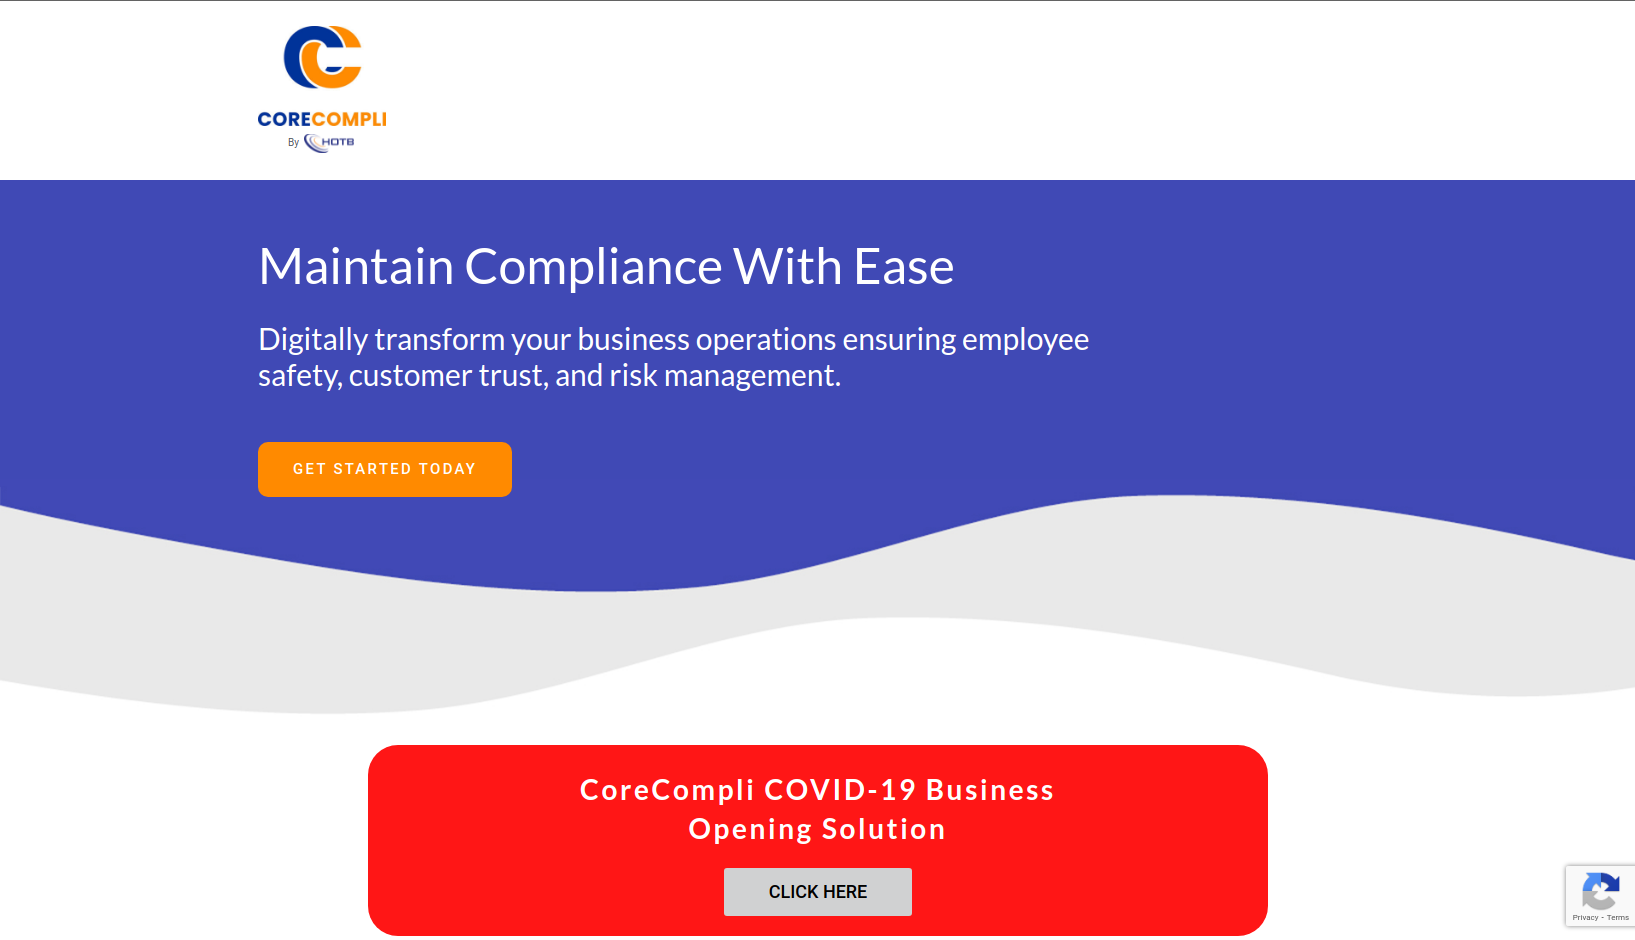 CORECOMPLI
By HOTB
Maintain Compliance With Ease
Digitally transform your business operations ensuring employee
safety, customer trust, and risk management.
GET STARTED TODAY
CoreCompli COVID-19 Business
Opening Solution
CLICK HERE
Privacy - Terms